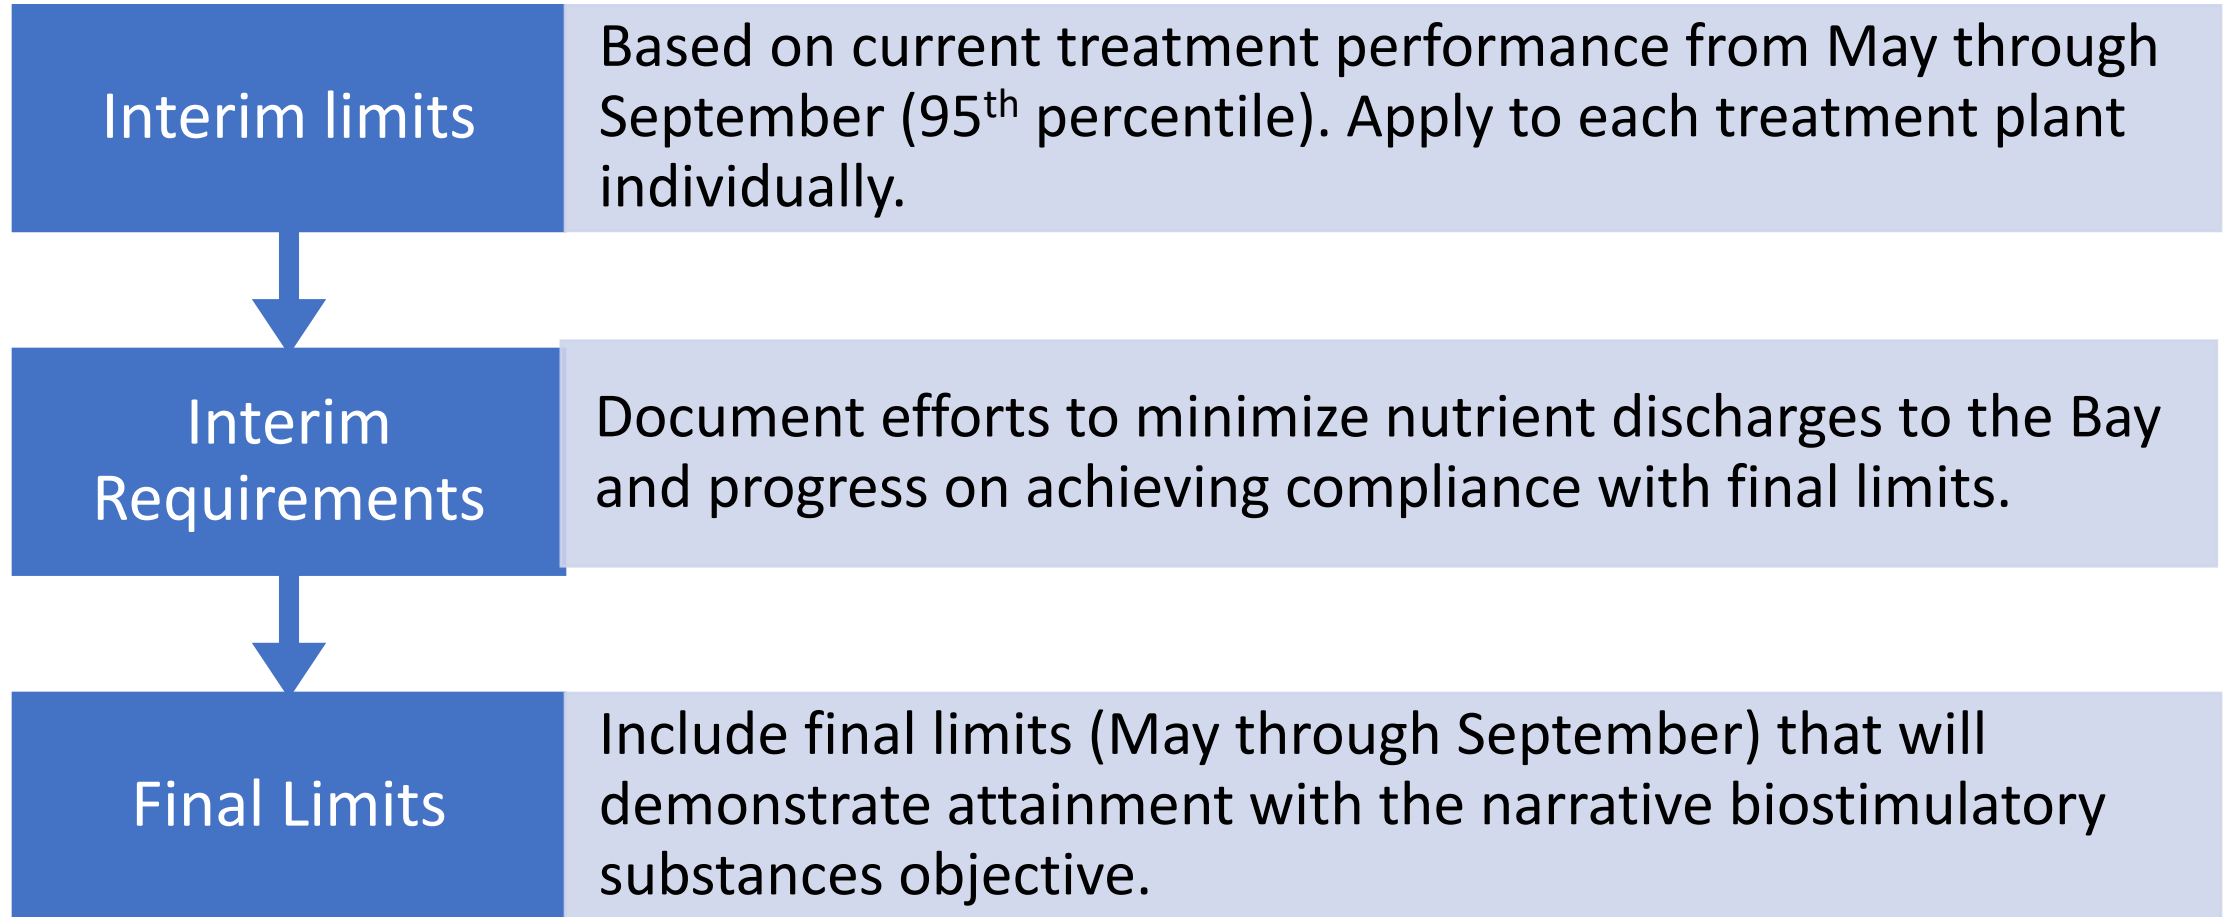 Interim limits
Based on current treatment performance from May through
September (95th percentile). Apply to each treatment plant
individually.
Interim
Requirements
Document efforts to minimize nutrient discharges to the Bay
and progress on achieving compliance with final limits.
Final Limits
Include final limits (May through September) that will
demonstrate attainment with the narrative biostimulatory
substances objective.